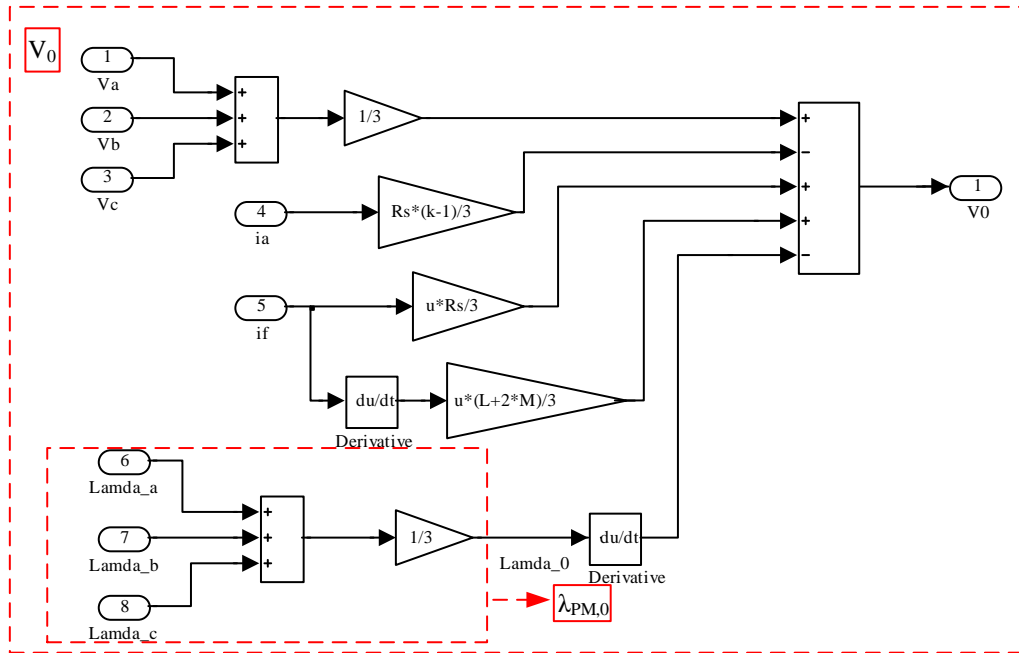 V₀
1
Va
+
2
Vb
+
3
Vc
+
1/3
+
4
ia
Rs*(k-1)/3
−
5
if
u*Rs/3
+
du/dt
Derivative
u*(L+2*M)/3
+
−
1
V0
6
Lamda_a
+
7
Lamda_b
+
8
Lamda_c
+
1/3
Lamda_0
du/dt
Derivative
λPM,0